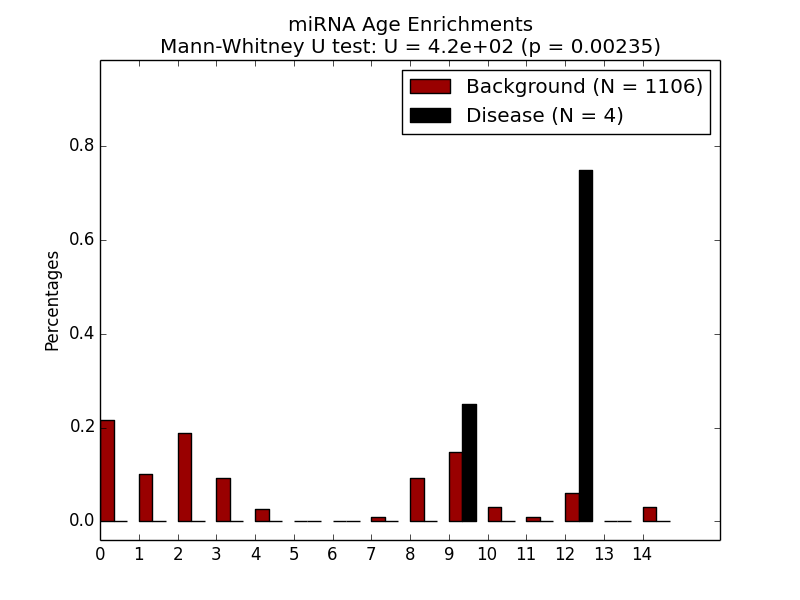 miRNA Age Enrichments
Mann-Whitney U test: U = 4.2e+02 (p = 0.00235)
Background (N = 1106)
Disease (N = 4)
Percentages
0.8
0.6
0.4
0.2
0.0
0 1 2 3 4 5 6 7 8 9 10 11 12 13 14